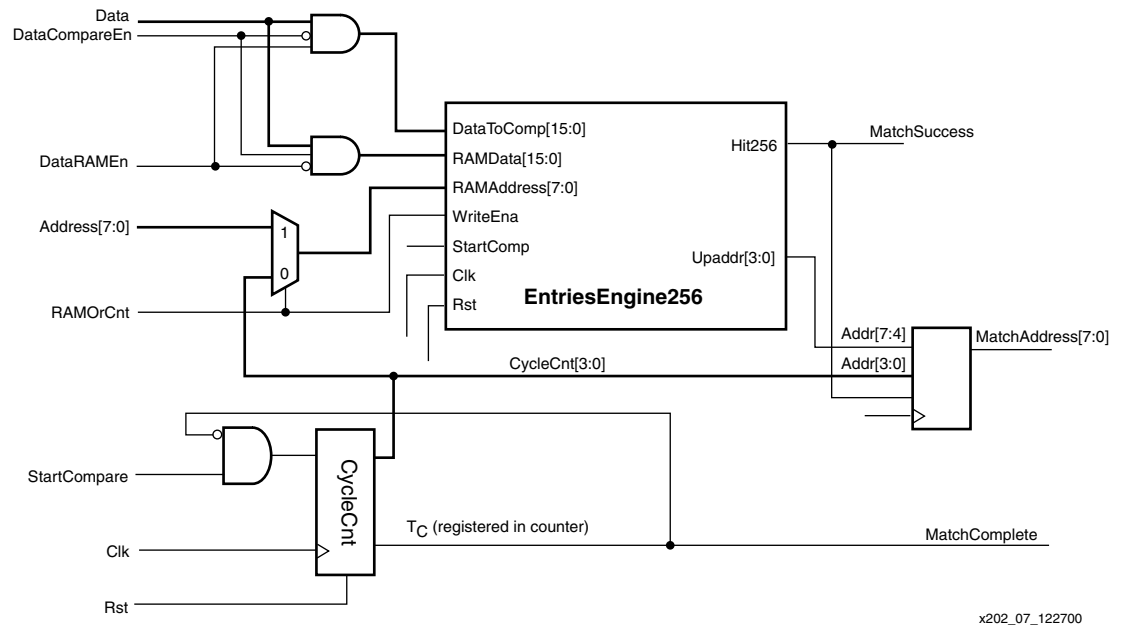 Data
DataCompareEn
DataRAMEn
Address[7:0]
1
0
RAMOrCnt
DataToComp[15:0]
RAMData[15:0]
RAMAddress[7:0]
WriteEna
StartComp
Clk
Rst
Hit256
Upaddr[3:0]
EntriesEngine256
MatchSuccess
Addr[7:4]
Addr[3:0]
MatchAddress[7:0]
CycleCnt[3:0]
StartCompare
CycleCnt
TC (registered in counter)
MatchComplete
Clk
Rst
x202_07_122700